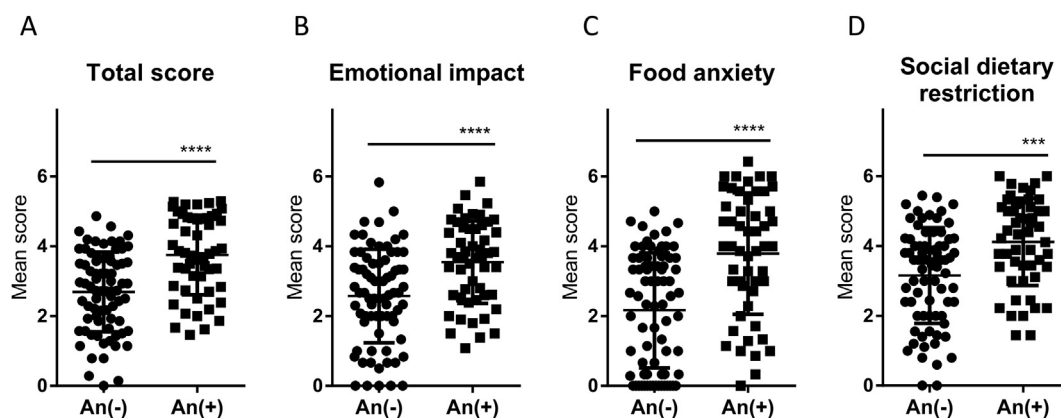 A
Total score
****
Mean score
6
4
2
0
An(-) An(+)
B
Emotional impact
****
Mean score
6
4
2
0
An(-) An(+)
C
Food anxiety
****
Mean score
6
4
2
0
An(-) An(+)
D
Social dietary
restriction
***
Mean score
6
4
2
0
An(-) An(+)